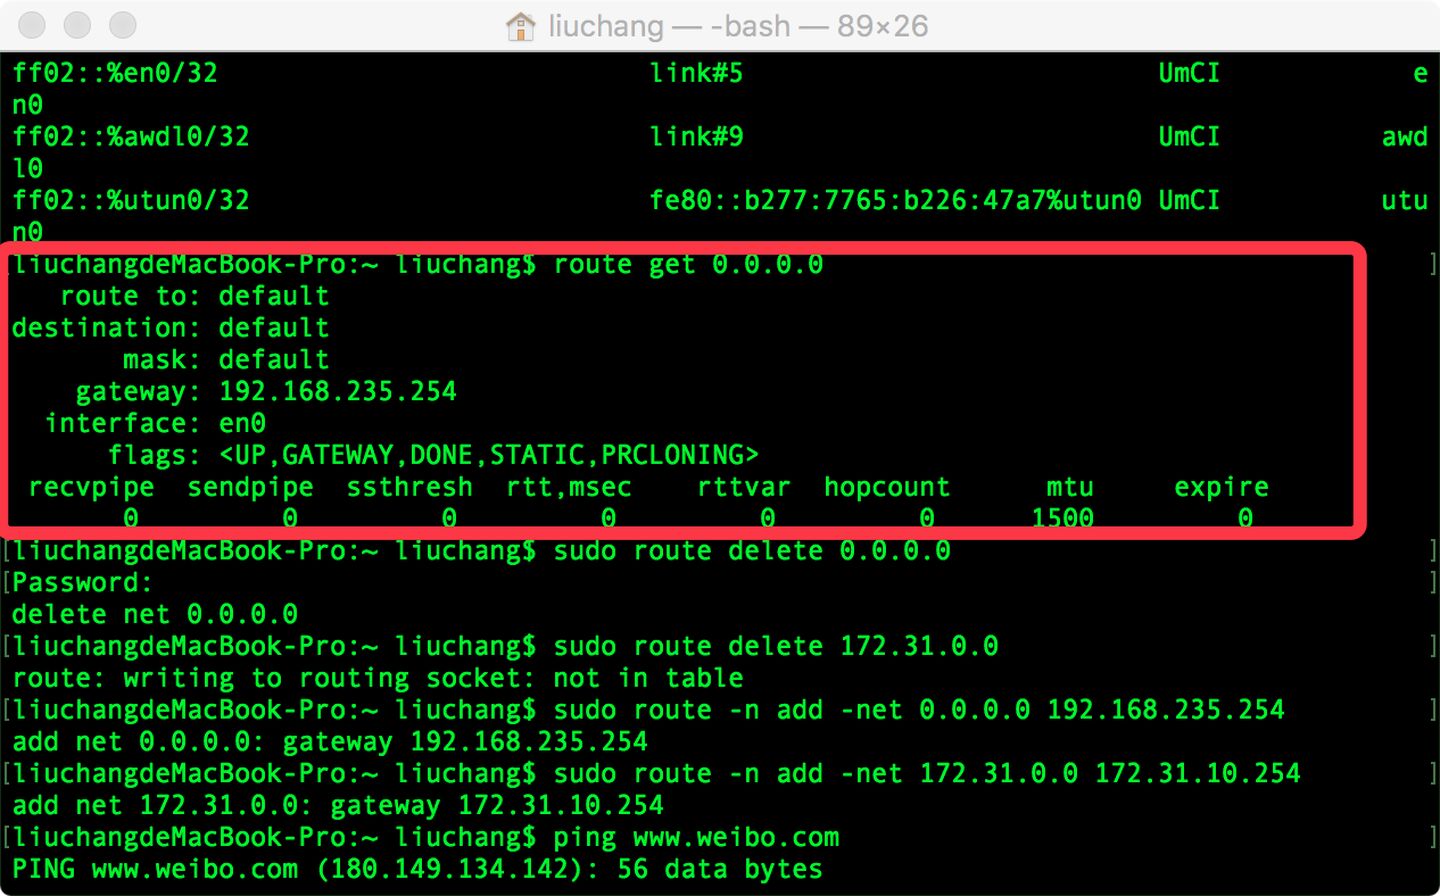 liuchang — -bash — 89×26
ff02::%en0/32 link#5 UmCI e
n0
ff02::%awdl0/32 link#9 UmCI awd
l0
ff02::%utun0/32 fe80::b277:7765:b226:47a7%utun0 UmCI utu
n0
[liuchangdeMacBook-Pro:~ liuchang$ route get 0.0.0.0 ]
route to: default
destination: default
mask: default
gateway: 192.168.235.254
interface: en0
flags: <UP,GATEWAY,DONE,STATIC,PRCLONING>
recvpipe sendpipe ssthresh rtt,msec rttvar hopcount mtu expire
0 0 0 0 0 0 1500 0
[liuchangdeMacBook-Pro:~ liuchang$ sudo route delete 0.0.0.0 ]
[Password: ]
delete net 0.0.0.0
[liuchangdeMacBook-Pro:~ liuchang$ sudo route delete 172.31.0.0 ]
route: writing to routing socket: not in table
[liuchangdeMacBook-Pro:~ liuchang$ sudo route -n add -net 0.0.0.0 192.168.235.254 ]
add net 0.0.0.0: gateway 192.168.235.254
[liuchangdeMacBook-Pro:~ liuchang$ sudo route -n add -net 172.31.0.0 172.31.10.254 ]
add net 172.31.0.0: gateway 172.31.10.254
[liuchangdeMacBook-Pro:~ liuchang$ ping www.weibo.com ]
PING www.weibo.com (180.149.134.142): 56 data bytes